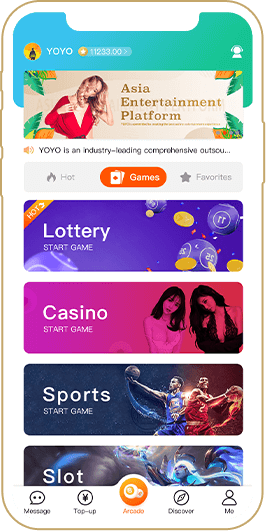 YOYO 11233.00
Asia
Entertainment
Platform
YOYO is an industry-leading comprehensive outsou...
Hot Games Favorites
HOT
Lottery
START GAME
Casino
START GAME
Sports
START GAME
Slot
Message Top-up Arcade Discover Me